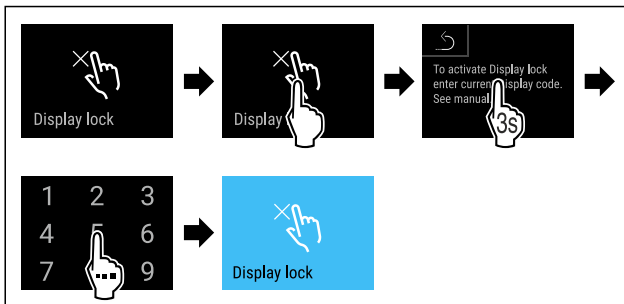 Display lock
Display
To activate Display lock
enter current display code.
See manual.
3s
1 2 3
4 5 6
7 ... 9
Display lock